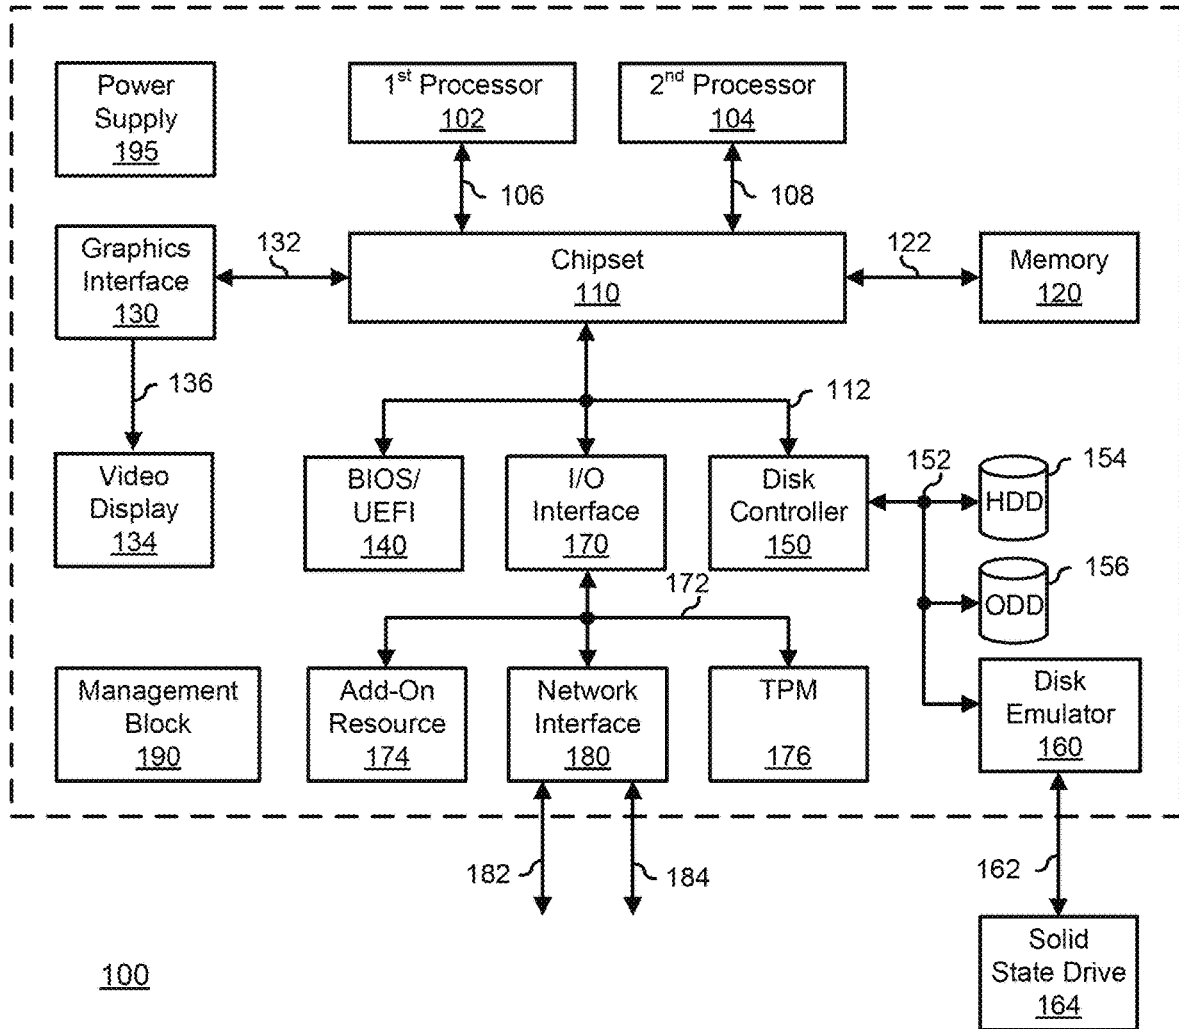 Power
Supply
195
1st Processor
102
2nd Processor
104
106
108
Graphics
Interface
130
132
Chipset
110
122
Memory
120
136
112
Video
Display
134
BIOS/
UEFI
140
I/O
Interface
170
Disk
Controller
150
152
HDD
154
ODD
156
172
Management
Block
190
Add-On
Resource
174
Network
Interface
180
TPM
176
Disk
Emulator
160
182
184
162
100
Solid
State Drive
164